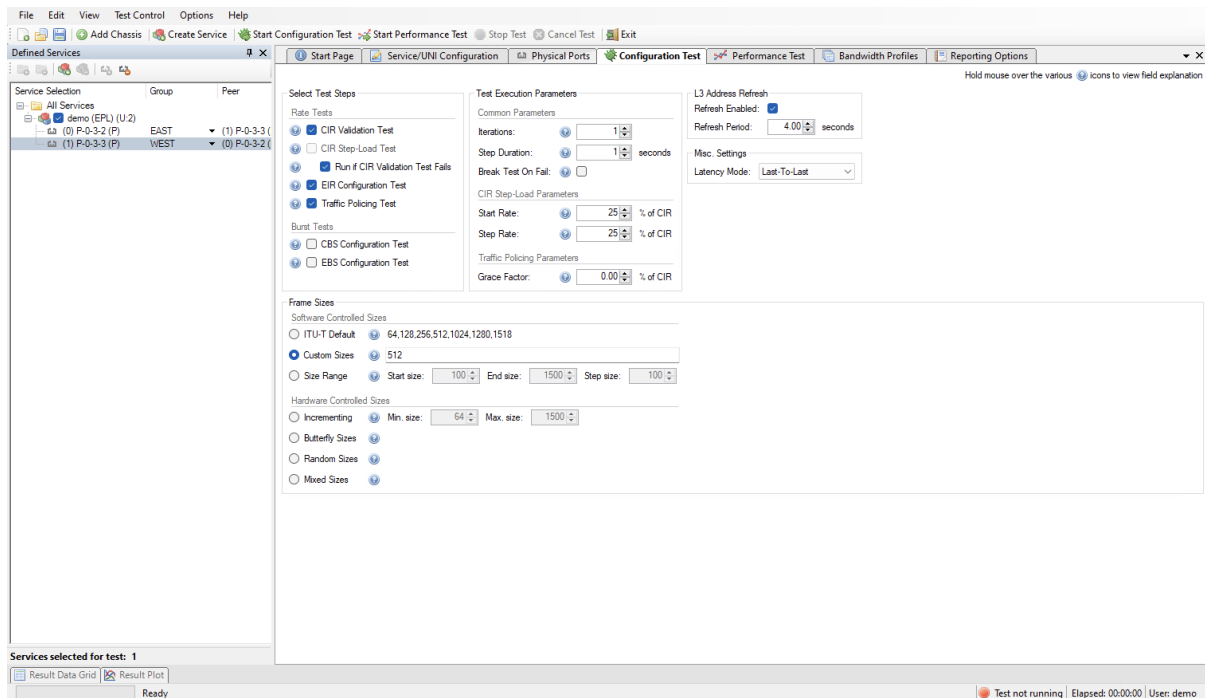 File Edit View Test Control Options Help
Add Chassis Create Service Start Configuration Test Start Performance Test Stop Test Cancel Test Exit
Defined Services
Service Selection Group Peer
All Services
demo (EPL) (U:2)
(0) P-0-3-2 (P) EAST (1) P-0-3-3 (
(1) P-0-3-3 (P) WEST (0) P-0-3-2 (
Services selected for test: 1
Start Page Service/UNI Configuration Physical Ports Configuration Test Performance Test Bandwidth Profiles Reporting Options
Hold mouse over the various icons to view field explanation
Select Test Steps
Rate Tests
CIR Validation Test
CIR Step-Load Test
Run if CIR Validation Test Fails
EIR Configuration Test
Traffic Policing Test
Burst Tests
CBS Configuration Test
EBS Configuration Test
Test Execution Parameters
Common Parameters
Iterations: 1
Step Duration: 1 seconds
Break Test On Fail:
CIR Step-Load Parameters
Start Rate: 25 % of CIR
Step Rate: 25 % of CIR
Traffic Policing Parameters
Grace Factor: 0.00 % of CIR
L3 Address Refresh
Refresh Enabled:
Refresh Period: 4.00 seconds
Misc. Settings
Latency Mode: Last-To-Last
Frame Sizes
Software Controlled Sizes
ITU-T Default 64,128,256,512,1024,1280,1518
Custom Sizes 512
Size Range Start size: 100 End size: 1500 Step size: 100
Hardware Controlled Sizes
Incrementing Min. size: 64 Max. size: 1500
Butterfly Sizes
Random Sizes
Mixed Sizes
Result Data Grid Result Plot
Ready Test not running Elapsed: 00:00:00 User: demo